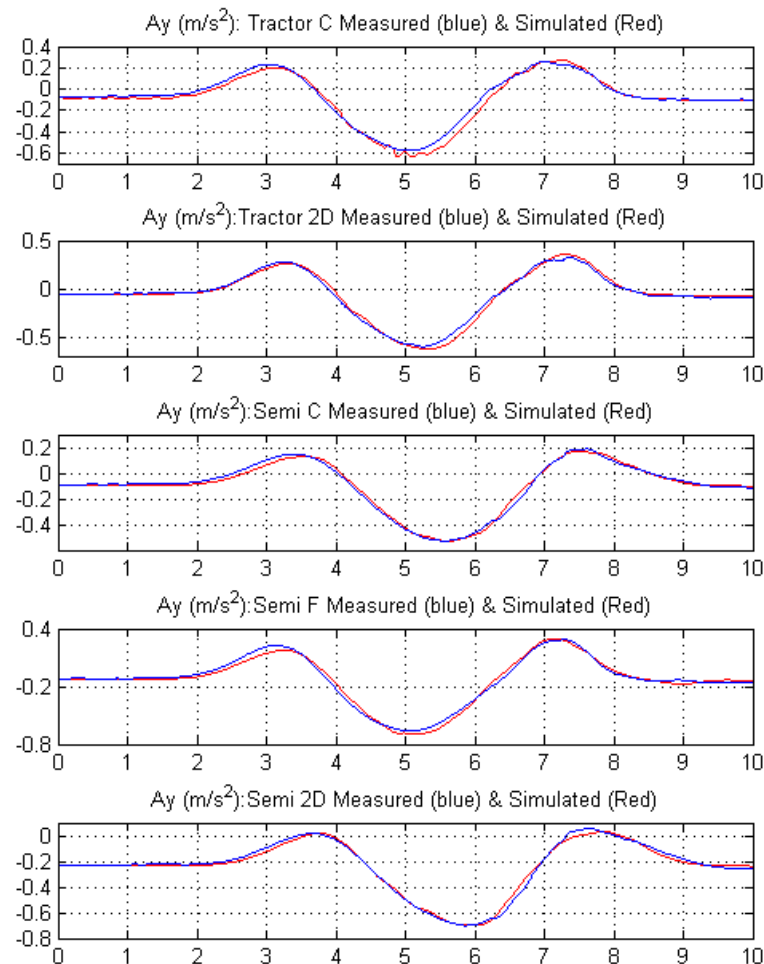 Ay (m/s2): Tractor C Measured (blue) & Simulated (Red)
0.4
0.2
0
-0.2
-0.4
-0.6
0 1 2 3 4 5 6 7 8 9 10
Ay (m/s2):Tractor 2D Measured (blue) & Simulated (Red)
0.5
0
-0.5
0 1 2 3 4 5 6 7 8 9 10
Ay (m/s2):Semi C Measured (blue) & Simulated (Red)
0.2
0
-0.2
-0.4
0 1 2 3 4 5 6 7 8 9 10
Ay (m/s2):Semi F Measured (blue) & Simulated (Red)
0.4
-0.2
-0.8
0 1 2 3 4 5 6 7 8 9 10
Ay (m/s2):Semi 2D Measured (blue) & Simulated (Red)
0
-0.2
-0.4
-0.6
-0.8
0 1 2 3 4 5 6 7 8 9 10